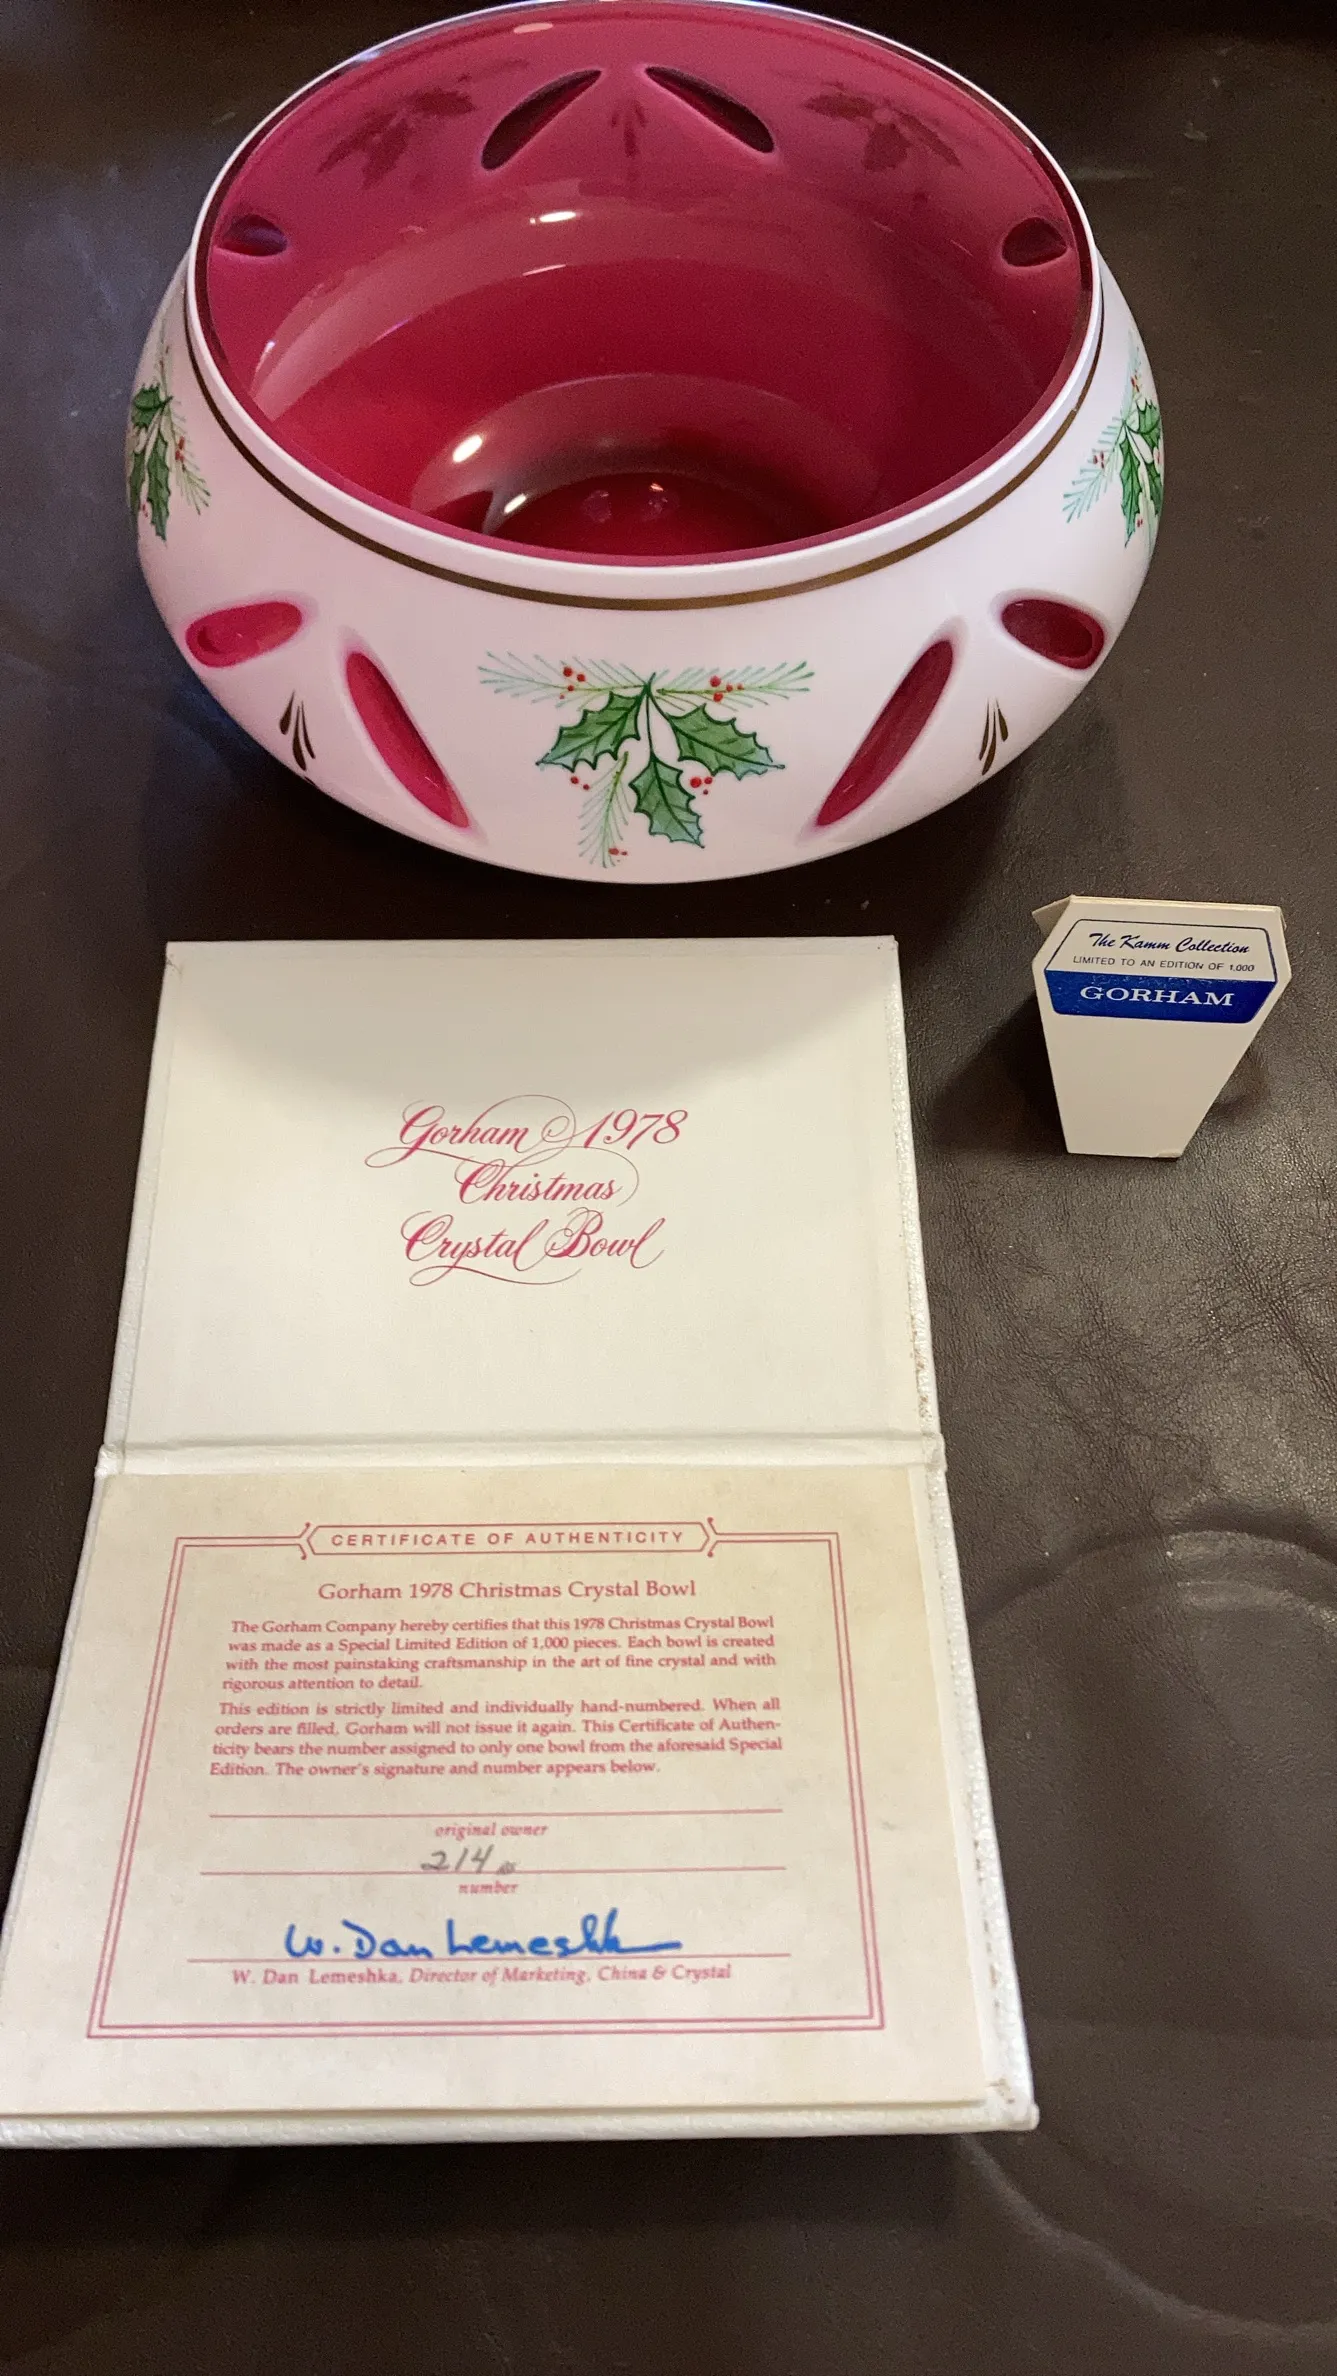 The Kamm Collection
LIMITED TO AN EDITION OF 1,000
GORHAM
Gorham 1978
Christmas
Crystal Bowl
CERTIFICATE OF AUTHENTICITY
Gorham 1978 Christmas Crystal Bowl
The Gorham Company hereby certifies that this 1978 Christmas Crystal Bowl
was made as a Special Limited Edition of 1,000 pieces. Each bowl is created
with the most painstaking craftsmanship in the art of fine crystal and with
rigorous attention to detail.
This edition is strictly limited and individually hand-numbered. When all
orders are filled, Gorham will not issue it again. This Certificate of Authen-
ticity bears the number assigned to only one bowl from the aforesaid Special
Edition. The owner's signature and number appears below.
original owner
214
number
W. Dan Lemeshka
W. Dan Lemeshka, Director of Marketing, China & Crystal